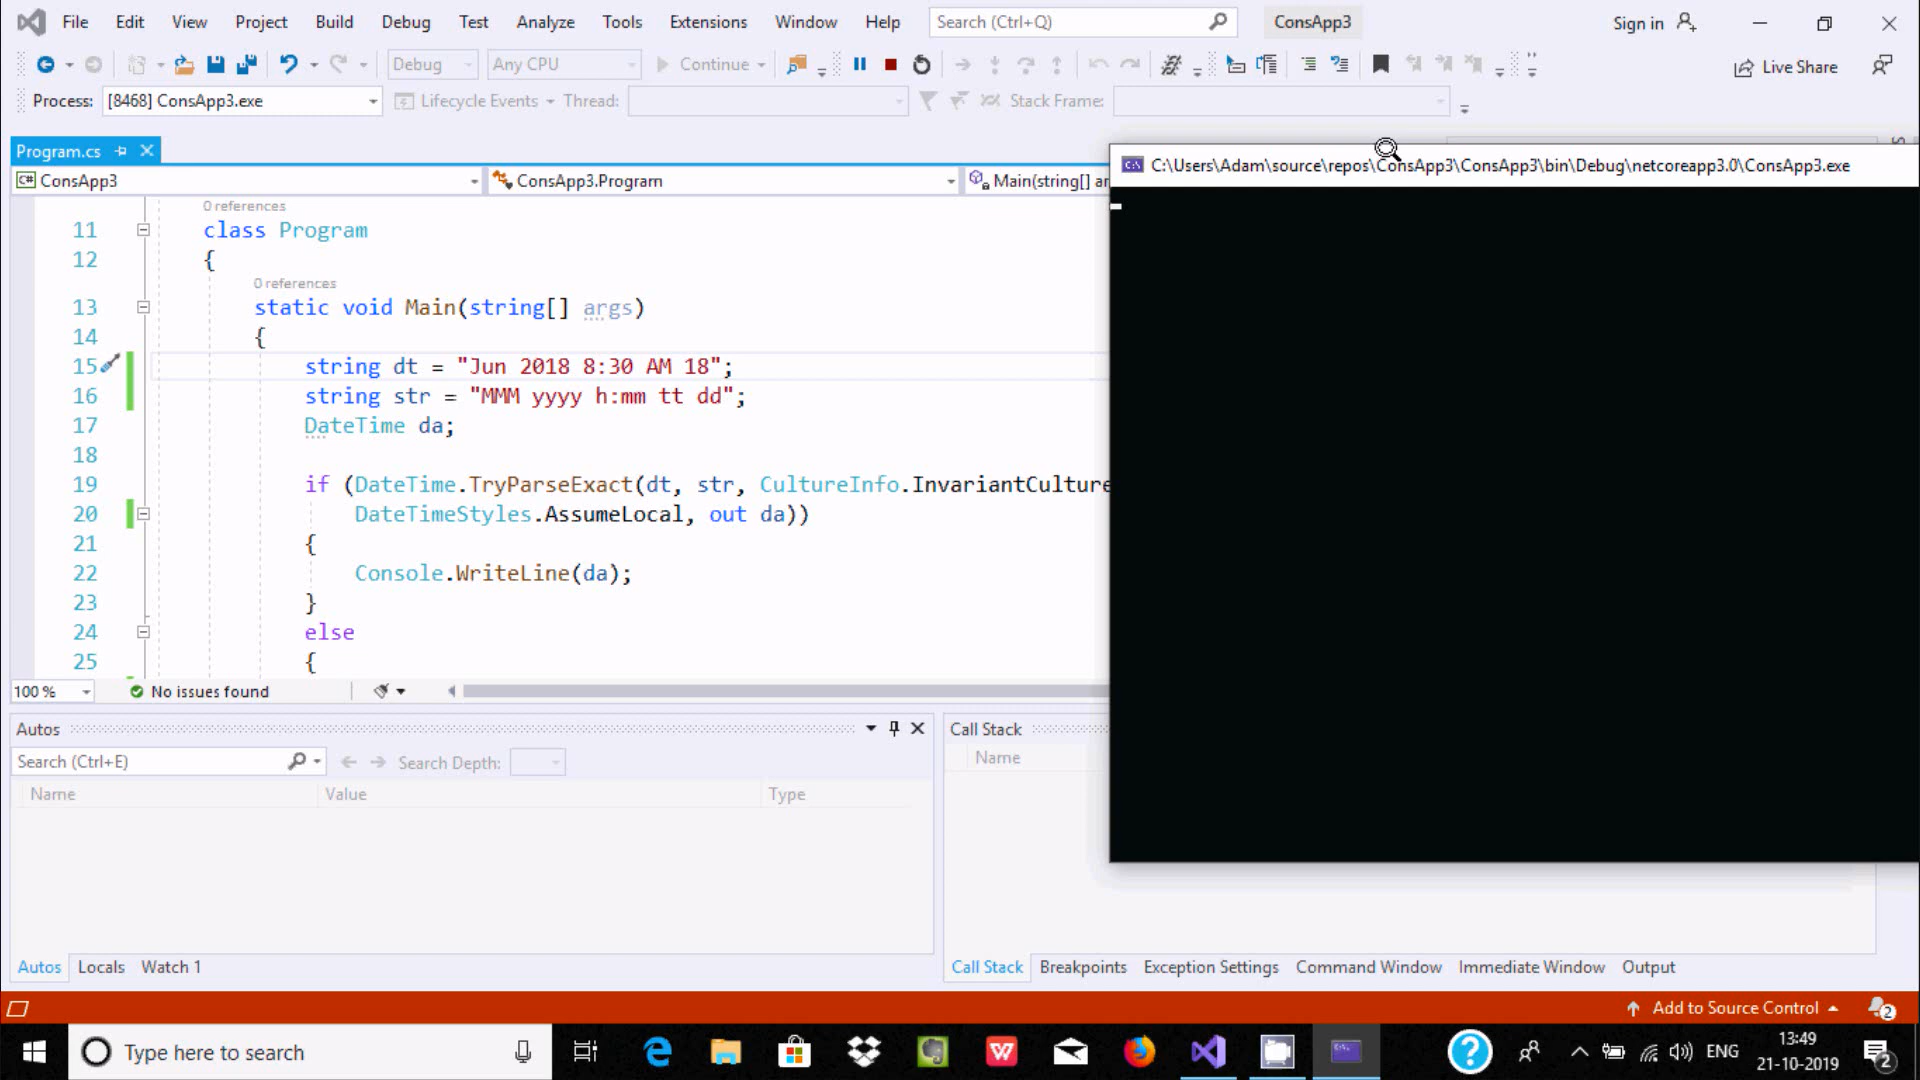 File Edit View Project Build Debug Test Analyze Tools Extensions Window Help Search (Ctrl+Q) ConsApp3 Sign in
Debug Any CPU Continue Live Share
Process: [8468] ConsApp3.exe Lifecycle Events Thread: Stack Frame:
Program.cs
C:\Users\Adam\source\repos\ConsApp3\ConsApp3\bin\Debug\netcoreapp3.0\ConsApp3.exe
C# ConsApp3 ConsApp3.Program Main(string[] ar
0 references
11 class Program
12 {
0 references
13 static void Main(string[] args)
14 {
15 string dt = "Jun 2018 8:30 AM 18";
16 string str = "MMM yyyy h:mm tt dd";
17 DateTime da;
18
19 if (DateTime.TryParseExact(dt, str, CultureInfo.InvariantCulture
20 DateTimeStyles.AssumeLocal, out da))
21 {
22 Console.WriteLine(da);
23 }
24 else
25 {
100 % No issues found
Autos
Search (Ctrl+E) Search Depth:
Name Value Type
Call Stack
Name
Autos Locals Watch 1
Call Stack Breakpoints Exception Settings Command Window Immediate Window Output
Add to Source Control 2
Type here to search
ENG
13:49
21-10-2019
2